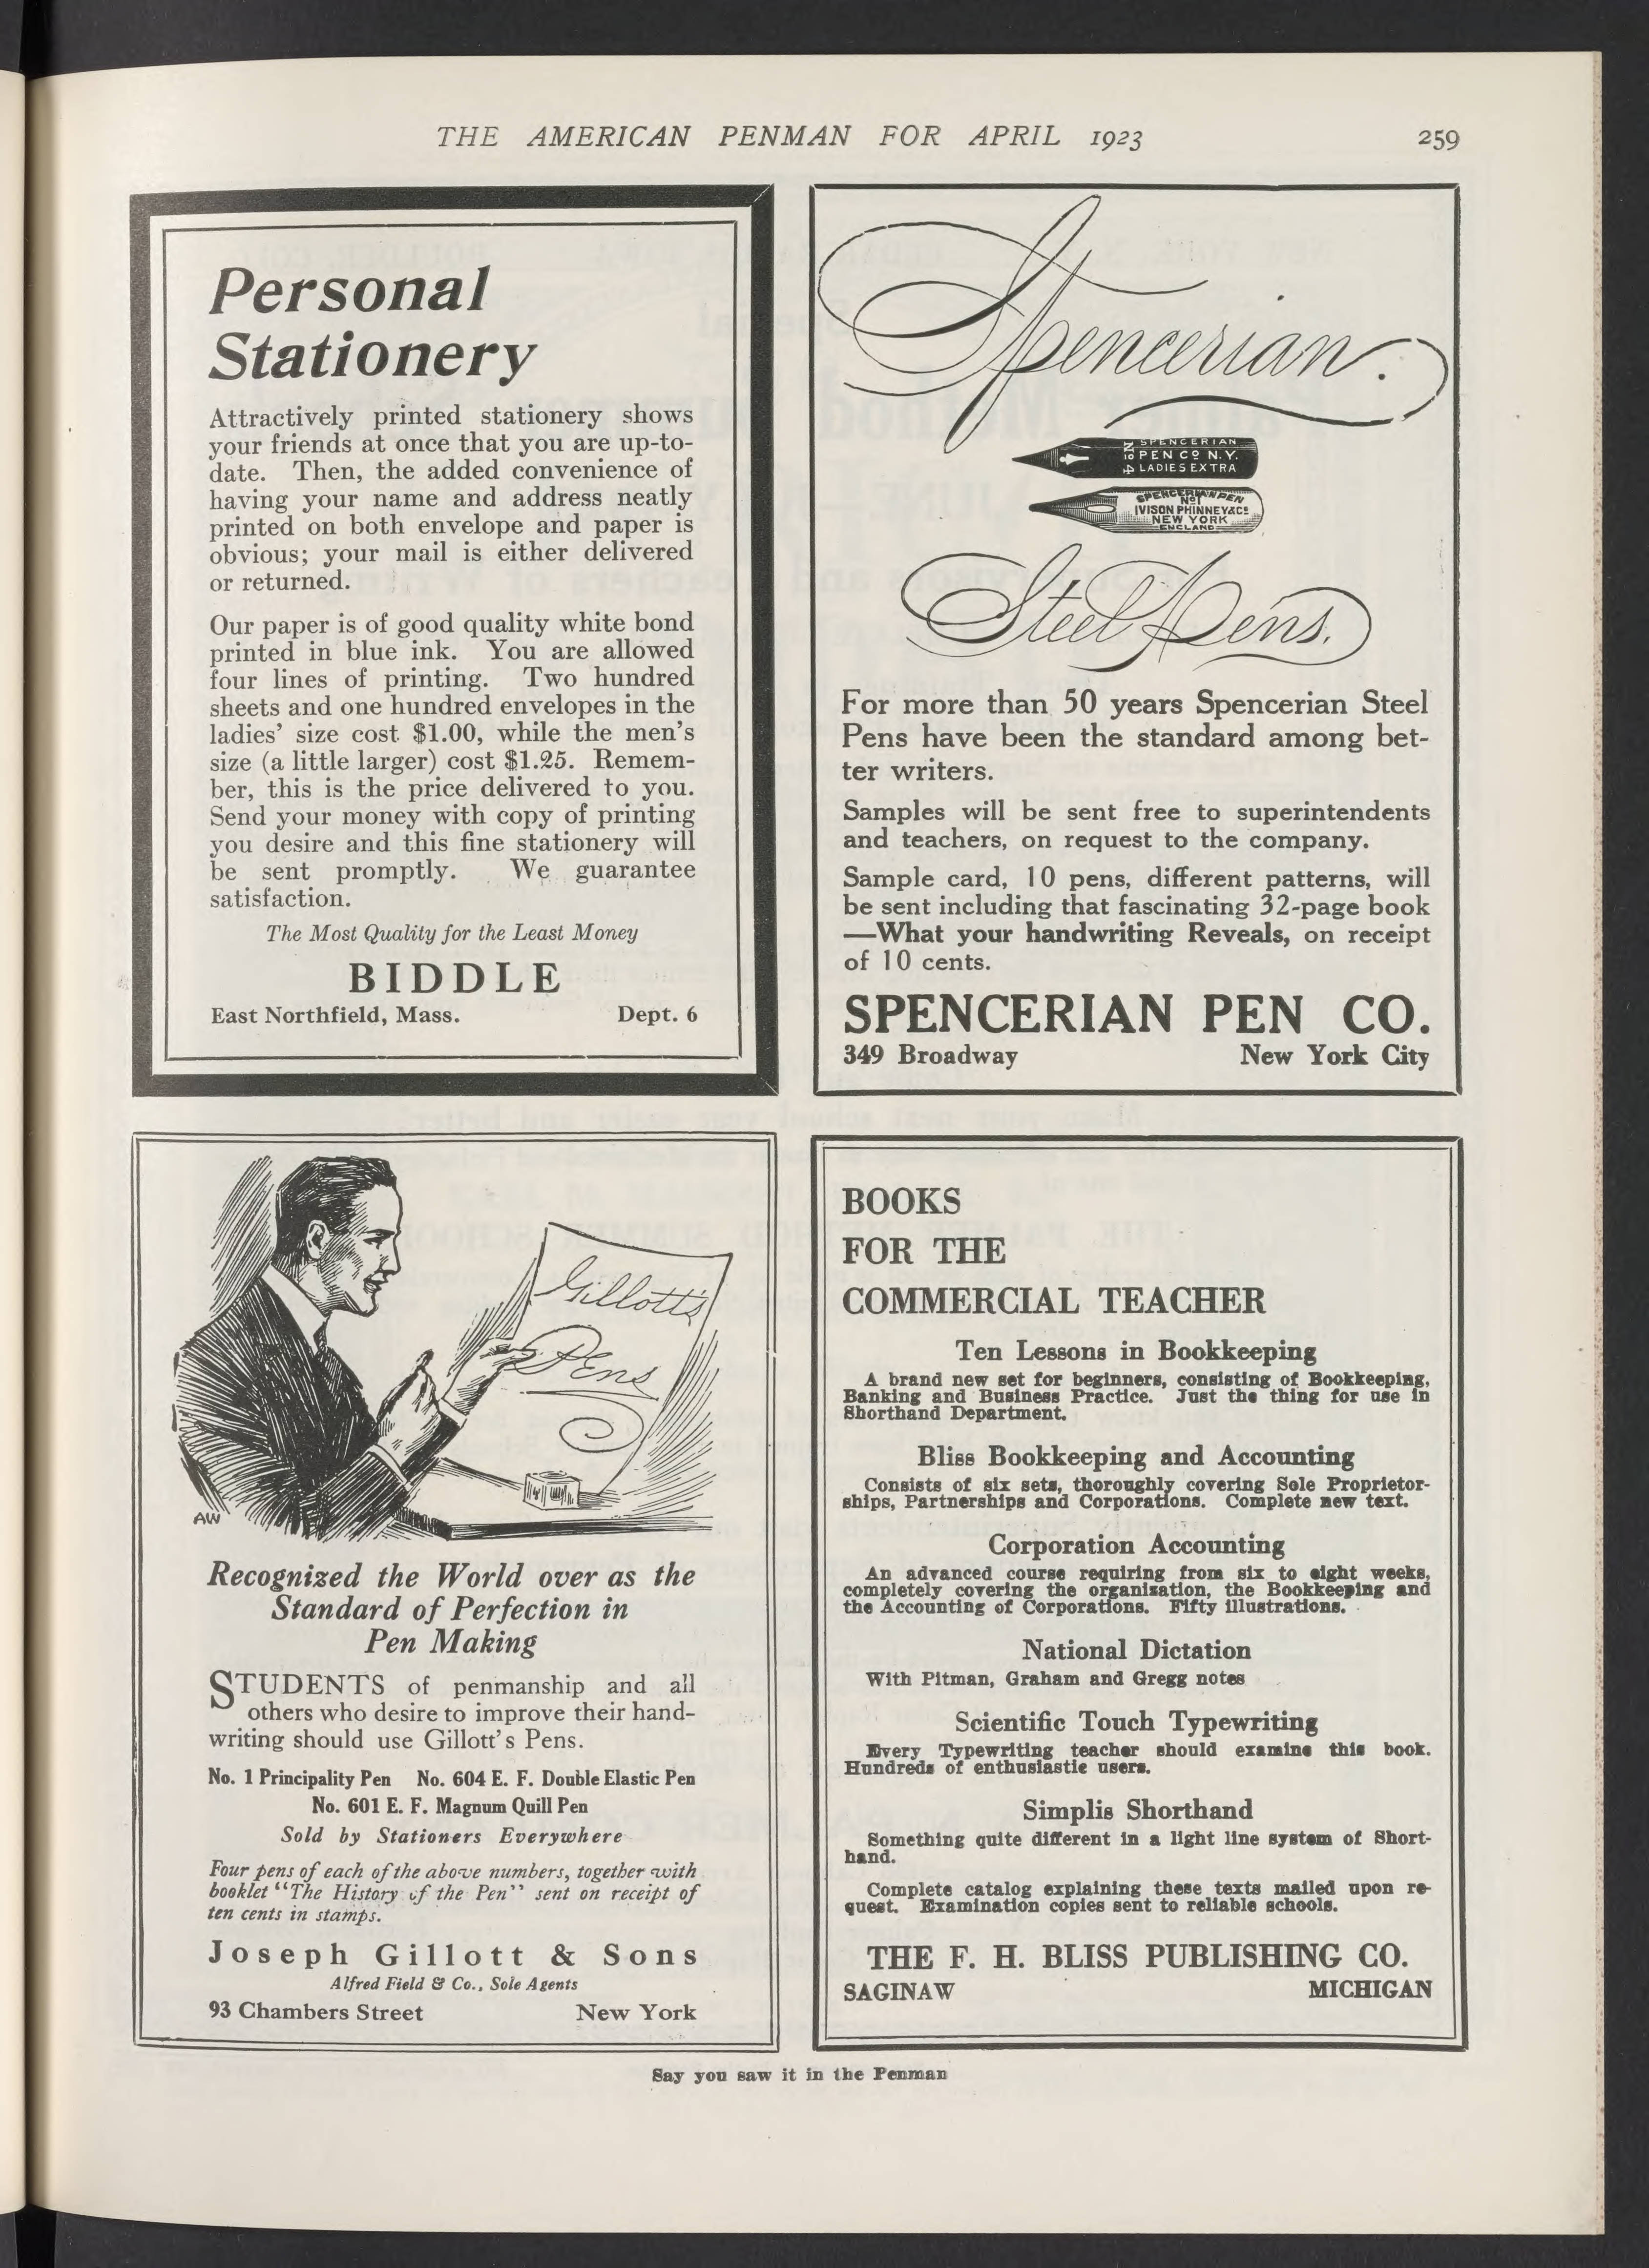 THE AMERICAN PENMAN FOR APRIL 1923 259
Personal
Stationery
Attractively printed stationery shows
your friends at once that you are up-to-
date. Then, the added convenience of
having your name and address neatly
printed on both envelope and paper is
obvious; your mail is either delivered
or returned.
Our paper is of good quality white bond
printed in blue ink. You are allowed
four lines of printing. Two hundred
sheets and one hundred envelopes in the
ladies' size cost $1.00, while the men's
size (a little larger) cost $1.25. Remem-
ber, this is the price delivered to you.
Send your money with copy of printing
you desire and this fine stationery will
be sent promptly. We guarantee
satisfaction.
The Most Quality for the Least Money
BIDDLE
East Northfield, Mass. Dept. 6
Spencerian.
SPENCERIAN
PEN Co N.Y.
LADIES EXTRA
No 40
SPENCERIAN PEN
No 1
IVISON PHINNEY & Co
NEW YORK
ENGLAND
Steel Pens.
For more than 50 years Spencerian Steel
Pens have been the standard among bet-
ter writers.
Samples will be sent free to superintendents
and teachers, on request to the company.
Sample card, 10 pens, different patterns, will
be sent including that fascinating 32-page book
—What your handwriting Reveals, on receipt
of 10 cents.
SPENCERIAN PEN CO.
349 Broadway New York City
Gillott's
Pens
AW
Recognized the World over as the
Standard of Perfection in
Pen Making
STUDENTS of penmanship and all
others who desire to improve their hand-
writing should use Gillott's Pens.
No. 1 Principality Pen No. 604 E. F. Double Elastic Pen
No. 601 E. F. Magnum Quill Pen
Sold by Stationers Everywhere
Four pens of each of the above numbers, together with
booklet "The History of the Pen" sent on receipt of
ten cents in stamps.
Joseph Gillott & Sons
Alfred Field & Co., Sole Agents
93 Chambers Street New York
BOOKS
FOR THE
COMMERCIAL TEACHER
Ten Lessons in Bookkeeping
A brand new set for beginners, consisting of Bookkeeping,
Banking and Business Practice. Just the thing for use in
Shorthand Department.
Bliss Bookkeeping and Accounting
Consists of six sets, thoroughly covering Sole Proprietor-
ships, Partnerships and Corporations. Complete new text.
Corporation Accounting
An advanced course requiring from six to eight weeks,
completely covering the organization, the Bookkeeping and
the Accounting of Corporations. Fifty illustrations.
National Dictation
With Pitman, Graham and Gregg notes
Scientific Touch Typewriting
Every Typewriting teacher should examine this book.
Hundreds of enthusiastic users.
Simplis Shorthand
Something quite different in a light line system of Short-
hand.
Complete catalog explaining these texts mailed upon re-
quest. Examination copies sent to reliable schools.
THE F. H. BLISS PUBLISHING CO.
SAGINAW MICHIGAN
Say you saw it in the Penman